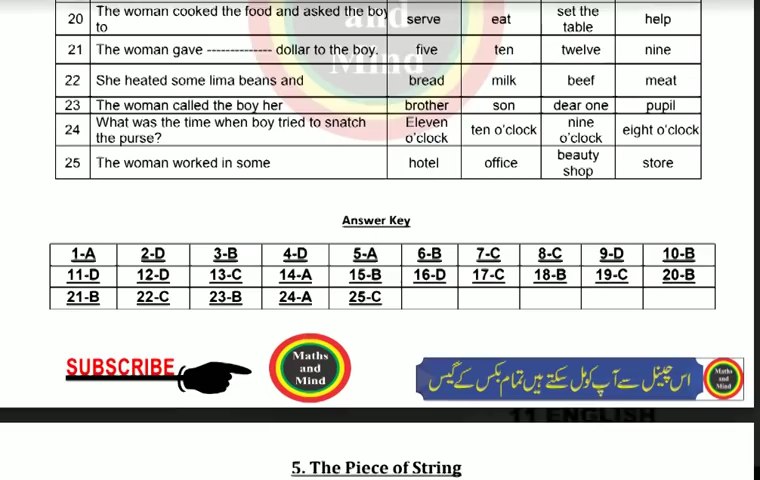 20 The woman cooked the food and asked the boy to serve eat set the table help
21 The woman gave -------------- dollar to the boy. five ten twelve nine
22 She heated some lima beans and bread milk beef meat
23 The woman called the boy her brother son dear one pupil
24 What was the time when boy tried to snatch the purse? Eleven o'clock ten o'clock nine o'clock eight o'clock
25 The woman worked in some hotel office beauty shop store
and
Mind
Answer Key
1-A 2-D 3-B 4-D 5-A 6-B 7-C 8-C 9-D 10-B
11-D 12-D 13-C 14-A 15-B 16-D 17-C 18-B 19-C 20-B
21-B 22-C 23-B 24-A 25-C
SUBSCRIBE
Maths
and
Mind
اس چینل سے آپ کو مل سکتے ہیں تمام بکس کے گیس
Maths
and
Mind
11 ENGLISH
5. The Piece of String